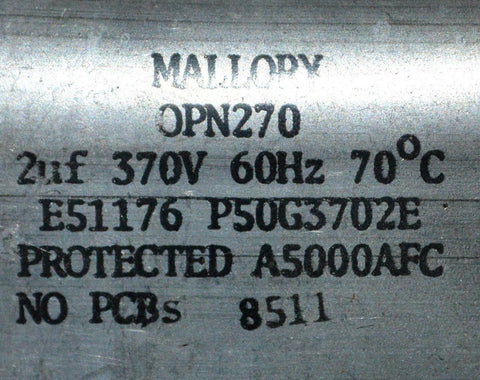 MALLORY
OPN270
2uf 370V 60Hz 70°C
E51176 P50G3702E
PROTECTED A5000AFC
NO PCBs 8511